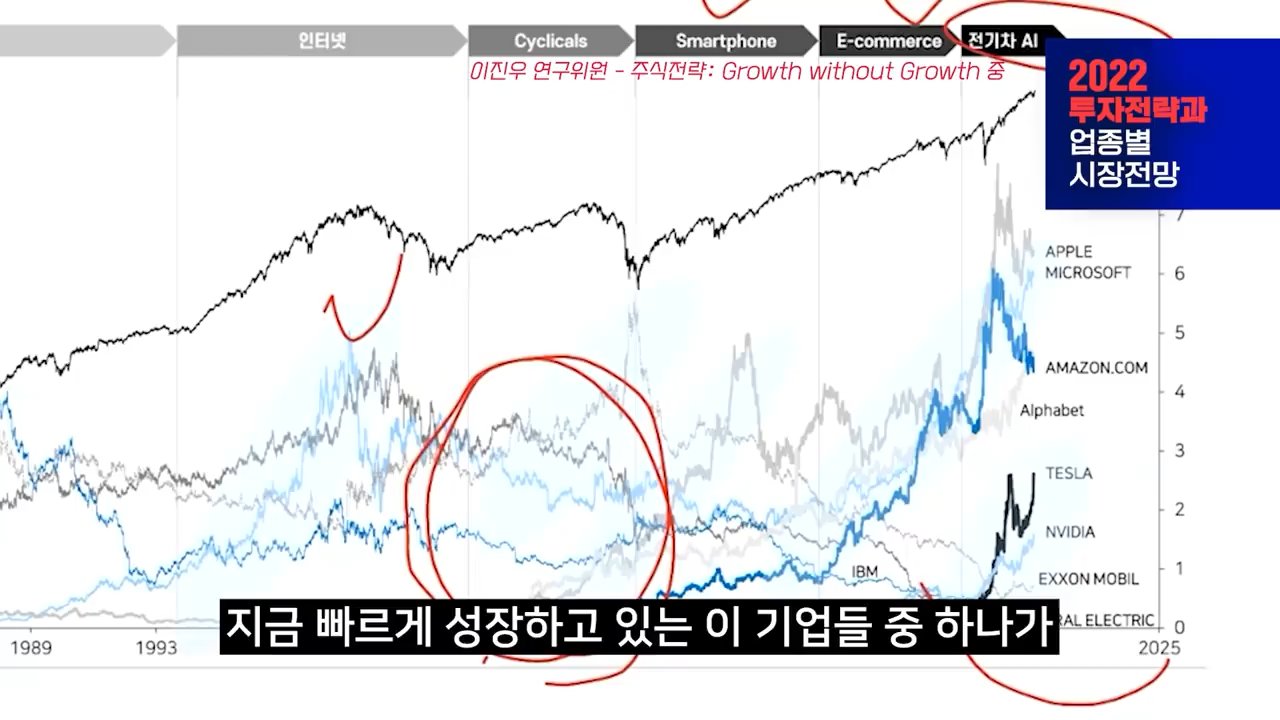 인터넷
Cyclicals
Smartphone
E-commerce
전기차 AI
이진우 연구위원 - 주식전략: Growth without Growth 중
2022
투자전략과
업종별
시장전망
7
APPLE
6
MICROSOFT
5
AMAZON.COM
4
Alphabet
3
TESLA
2
NVIDIA
IBM
1
EXXON MOBIL
RAL ELECTRIC
0
지금 빠르게 성장하고 있는 이 기업들 중 하나가
1989
1993
2025